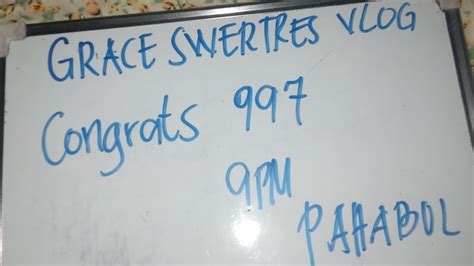 GRACE SWERTRES VLOG
Congrats 997
9PM
PAHABOL